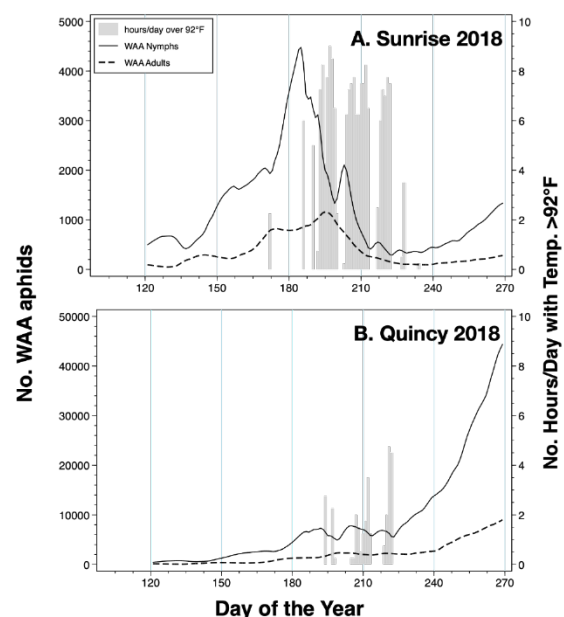 hours/day over 92°F
WAA Nymphs
WAA Adults
A. Sunrise 2018
5000
4000
3000
2000
1000
0
10
8
6
4
2
0
120 150 180 210 240 270
B. Quincy 2018
50000
40000
30000
20000
10000
0
10
8
6
4
2
0
120 150 180 210 240 270
No. WAA aphids
No. Hours/Day with Temp. >92°F
Day of the Year